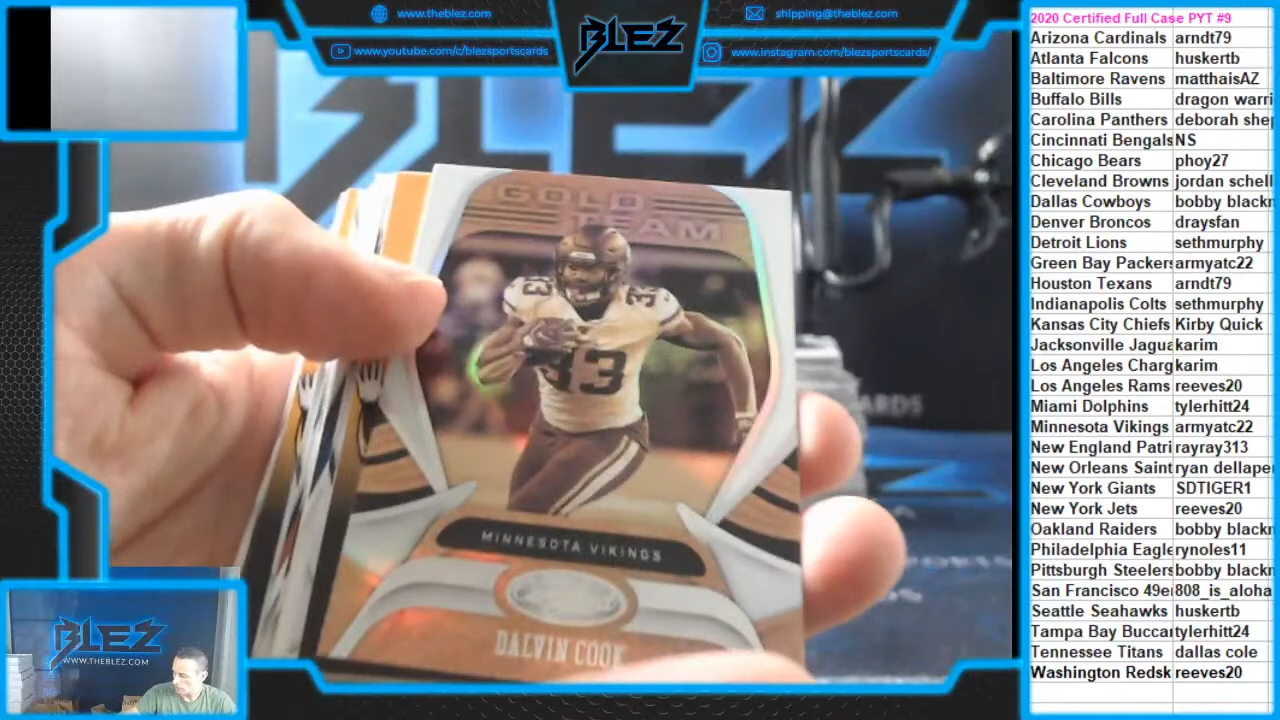 www.theblez.com
shipping@theblez.com
www.youtube.com/c/blezsportscards
www.instagram.com/blezsportscards/
BLEZ
GOLD
TEAM
33
33
33
MINNESOTA VIKINGS
DALVIN COOK
ARDS
BLEZ
WWW.THEBLEZ.COM
2020 Certified Full Case PYT #9
Arizona Cardinals arndt79
Atlanta Falcons huskertb
Baltimore Ravens matthaisAZ
Buffalo Bills dragon warri
Carolina Panthers deborah shep
Cincinnati Bengals NS
Chicago Bears phoy27
Cleveland Browns jordan schell
Dallas Cowboys bobby blackn
Denver Broncos draysfan
Detroit Lions sethmurphy
Green Bay Packers armyatc22
Houston Texans arndt79
Indianapolis Colts sethmurphy
Kansas City Chiefs Kirby Quick
Jacksonville Jagua karim
Los Angeles Charg karim
Los Angeles Rams reeves20
Miami Dolphins tylerhitt24
Minnesota Vikings armyatc22
New England Patri rayray313
New Orleans Saint ryan dellape
New York Giants SDTIGER1
New York Jets reeves20
Oakland Raiders bobby blackn
Philadelphia Eagle rynoles11
Pittsburgh Steelers bobby blackn
San Francisco 49e 808_is_aloha
Seattle Seahawks huskertb
Tampa Bay Buccar tylerhitt24
Tennessee Titans dallas cole
Washington Redsk reeves20